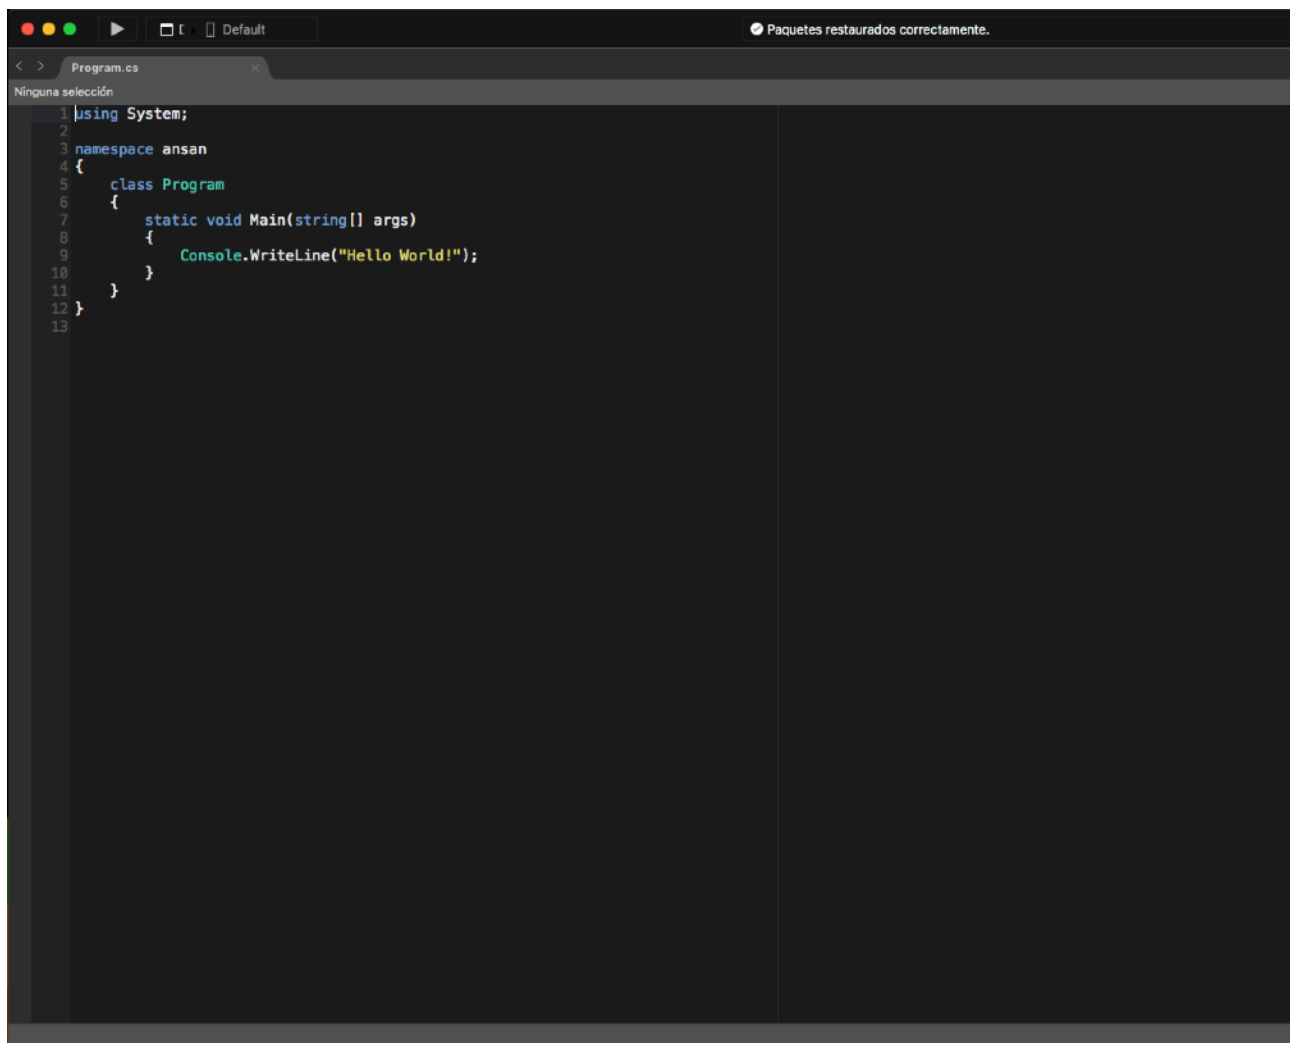 Default
Paquetes restaurados correctamente.
< > Program.cs ×
Ninguna selección
1 using System;
2
3 namespace ansan
4 {
5 class Program
6 {
7 static void Main(string[] args)
8 {
9 Console.WriteLine("Hello World!");
10 }
11 }
12 }
13